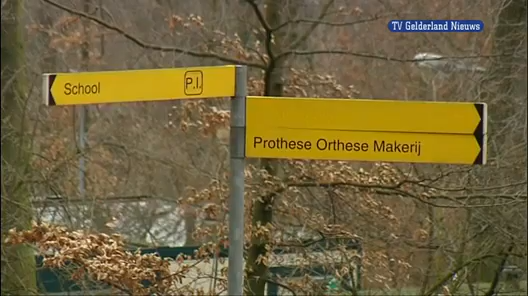 TV Gelderland Nieuws
School P.I.
Prothese Orthese Makerij